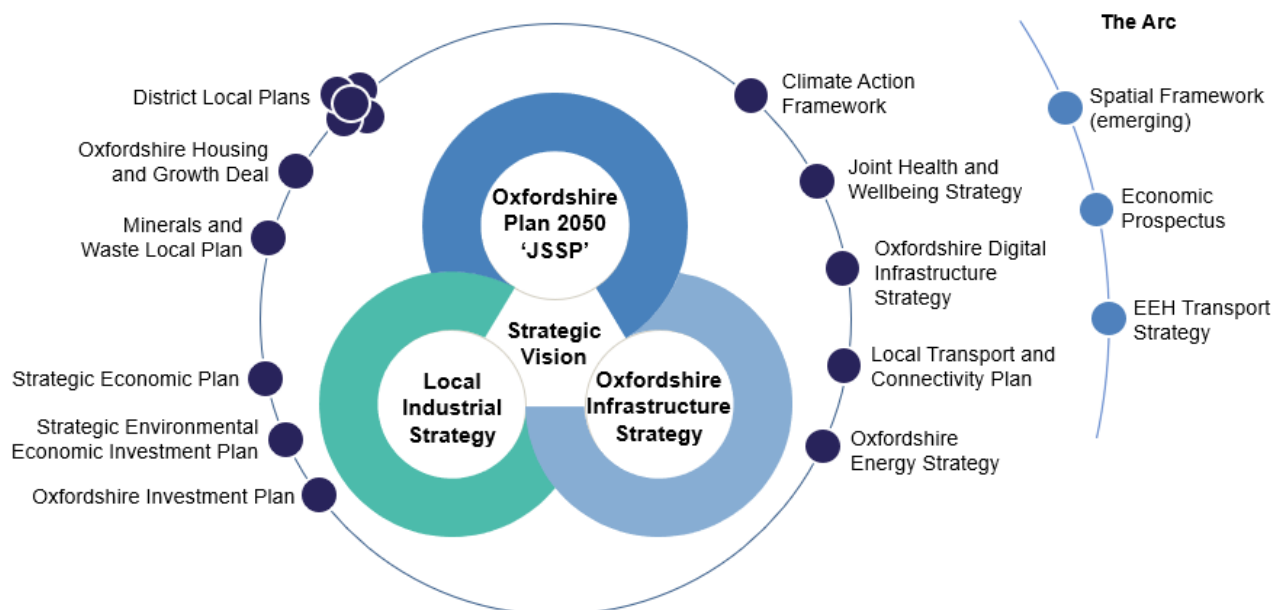 The Arc
District Local Plans
Oxfordshire Housing
and Growth Deal
Minerals and
Waste Local Plan
Strategic Economic Plan
Strategic Environmental
Economic Investment Plan
Oxfordshire Investment Plan
Oxfordshire
Plan 2050
‘JSSP’
Strategic
Vision
Local
Industrial
Strategy
Oxfordshire
Infrastructure
Strategy
Climate Action
Framework
Joint Health and
Wellbeing Strategy
Oxfordshire Digital
Infrastructure
Strategy
Local Transport and
Connectivity Plan
Oxfordshire
Energy Strategy
Spatial Framework
(emerging)
Economic
Prospectus
EEH Transport
Strategy